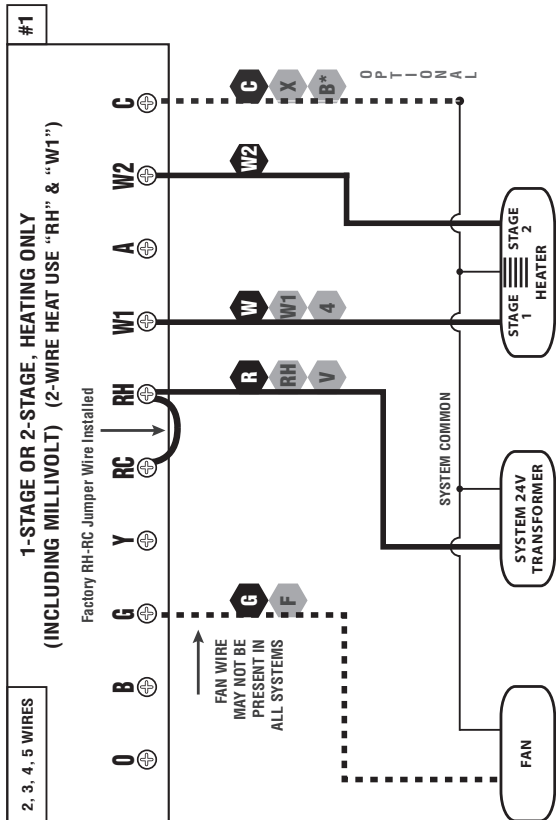 2, 3, 4, 5 WIRES
#1
1-STAGE OR 2-STAGE, HEATING ONLY
(INCLUDING MILLIVOLT) (2-WIRE HEAT USE “RH” & “W1”)
Factory RH-RC Jumper Wire Installed
O B G Y RC RH W1 A W2 C
FAN WIRE
MAY NOT BE
PRESENT IN
ALL SYSTEMS
G
F
R
RH
V
W
W1
4
W2
C
X
B*
OPTIONAL
SYSTEM COMMON
FAN
SYSTEM 24V
TRANSFORMER
STAGE
1
STAGE
2
HEATER